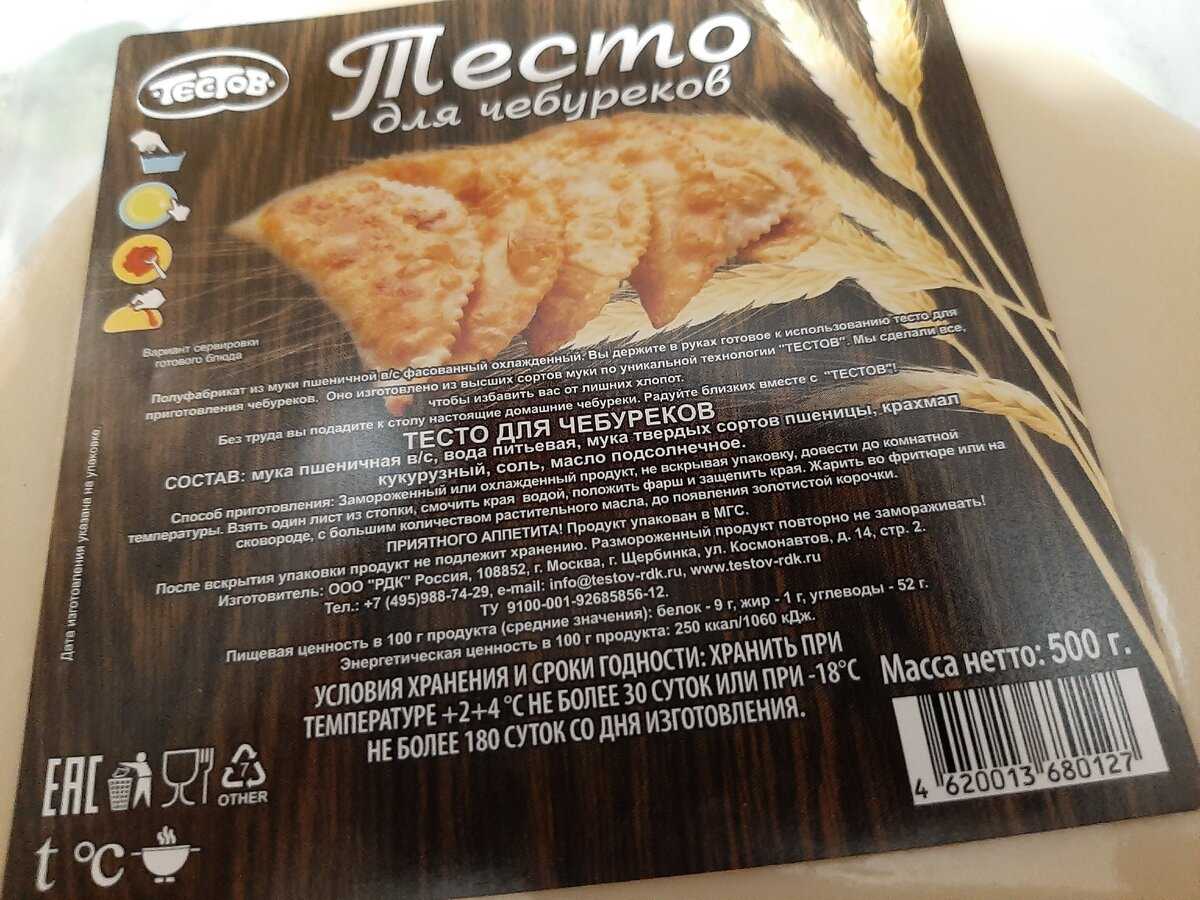 ТЕСТОВ
Тесто
для чебуреков
Вариант сервировки
готового блюда
Полуфабрикат из муки пшеничной в/с фасованный охлажденный. Вы держите в руках готовое к использованию тесто для
приготовления чебуреков. Оно изготовлено из высших сортов муки по уникальной технологии "ТЕСТОВ". Мы сделали все,
чтобы избавить вас от лишних хлопот.
Без труда вы подадите к столу настоящие домашние чебуреки. Радуйте близких вместе с "ТЕСТОВ"!
ТЕСТО ДЛЯ ЧЕБУРЕКОВ
СОСТАВ: мука пшеничная в/с, вода питьевая, мука твердых сортов пшеницы, крахмал
кукурузный, соль, масло подсолнечное.
Способ приготовления: Замороженный или охлажденный продукт, не вскрывая упаковку, довести до комнатной
температуры. Взять один лист из стопки, смочить края водой, положить фарш и защепить края. Жарить во фритюре или на
сковороде, с большим количеством растительного масла, до появления золотистой корочки.
ПРИЯТНОГО АППЕТИТА! Продукт упакован в МГС.
После вскрытия упаковки продукт не подлежит хранению. Размороженный продукт повторно не замораживать!
Изготовитель: ООО "РДК" Россия, 108852, г. Москва, г. Щербинка, ул. Космонавтов, д. 14, стр. 2.
Тел.: +7 (495)988-74-29, e-mail: info@testov-rdk.ru, www.testov-rdk.ru
ТУ 9100-001-92685856-12.
Пищевая ценность в 100 г продукта (средние значения): белок - 9 г, жир - 1 г, углеводы - 52 г.
Энергетическая ценность в 100 г продукта: 250 ккал/1060 кДж.
УСЛОВИЯ ХРАНЕНИЯ И СРОКИ ГОДНОСТИ: ХРАНИТЬ ПРИ
ТЕМПЕРАТУРЕ +2+4 °С НЕ БОЛЕЕ 30 СУТОК ИЛИ ПРИ -18°С
НЕ БОЛЕЕ 180 СУТОК СО ДНЯ ИЗГОТОВЛЕНИЯ.
Масса нетто: 500 г.
4 620013 680127
Дата изготовления указана на упаковке
EAC
7
OTHER
t °C